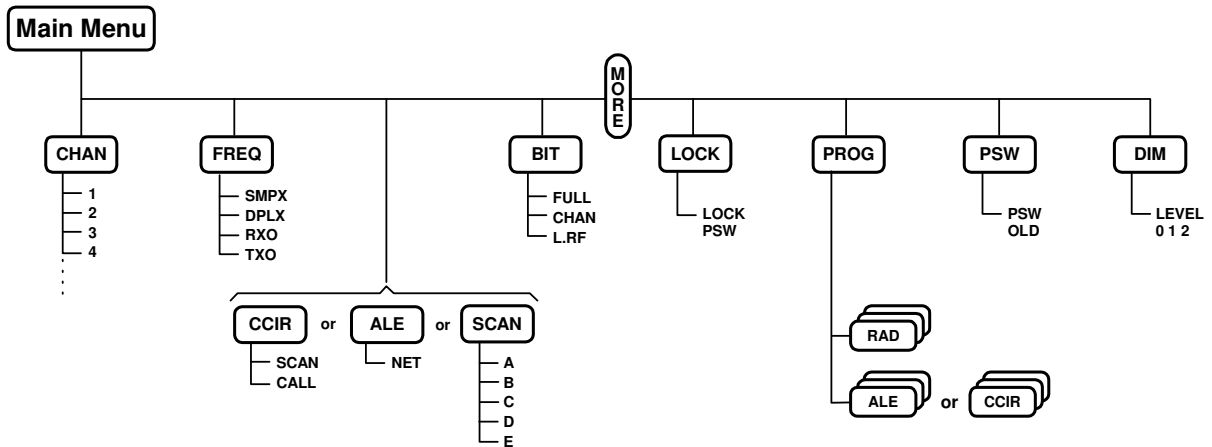 Main Menu
MORE
CHAN
FREQ
BIT
LOCK
PROG
PSW
DIM
1
2
3
4
SMPX
DPLX
RXO
TXO
FULL
CHAN
L.RF
LOCK
PSW
PSW
OLD
LEVEL
0 1 2
CCIR or ALE or SCAN
SCAN
CALL
NET
A
B
C
D
E
RAD
ALE or CCIR